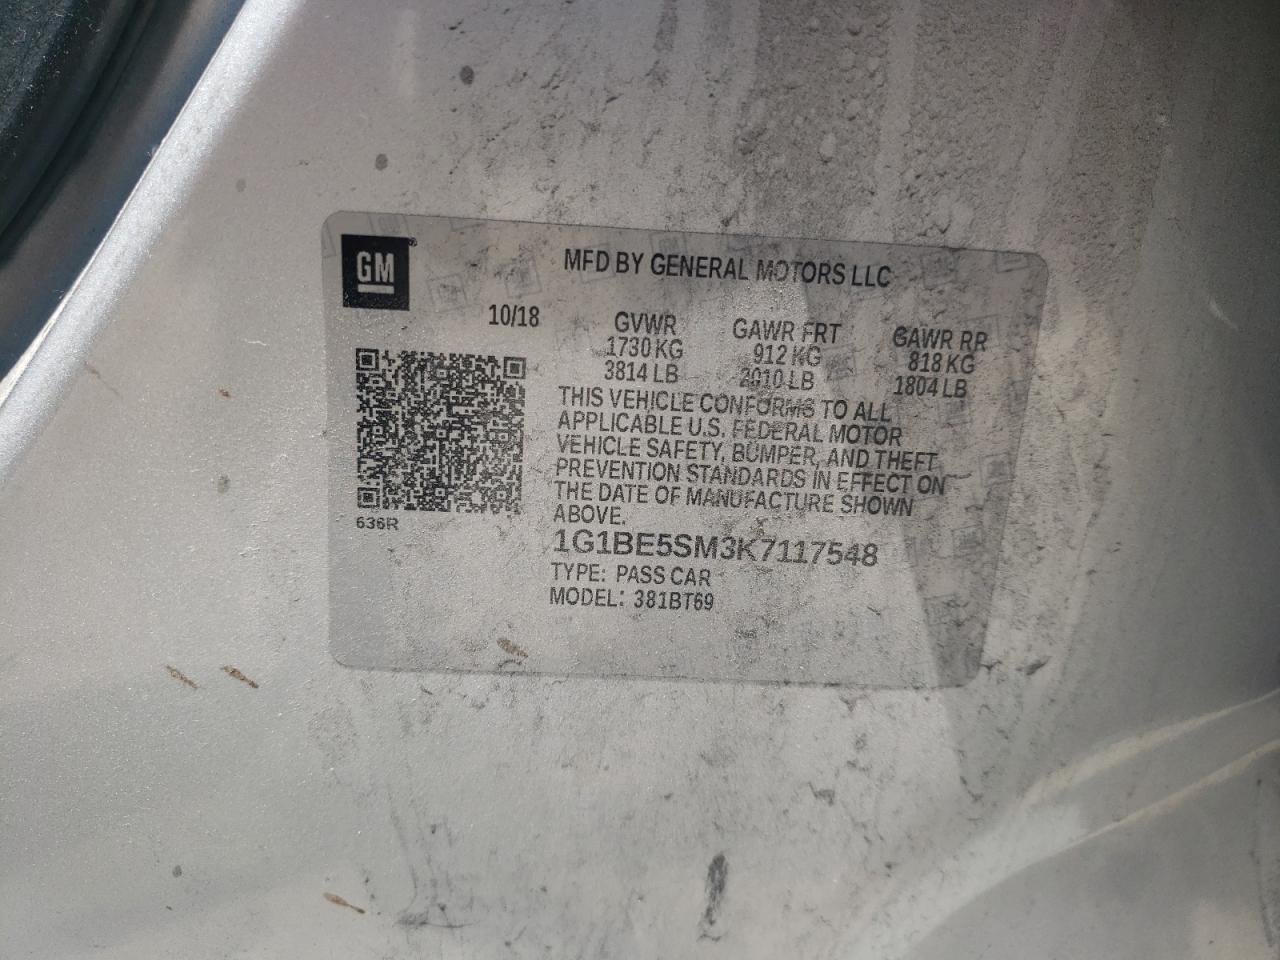 GM
MFD BY GENERAL MOTORS LLC
10/18
GVWR GAWR FRT GAWR RR
1730 KG 912 KG 818 KG
3814 LB 2010 LB 1804 LB
THIS VEHICLE CONFORMS TO ALL
APPLICABLE U.S. FEDERAL MOTOR
VEHICLE SAFETY, BUMPER, AND THEFT
PREVENTION STANDARDS IN EFFECT ON
THE DATE OF MANUFACTURE SHOWN
ABOVE.
636R
1G1BE5SM3K7117548
TYPE: PASS CAR
MODEL: 381BT69